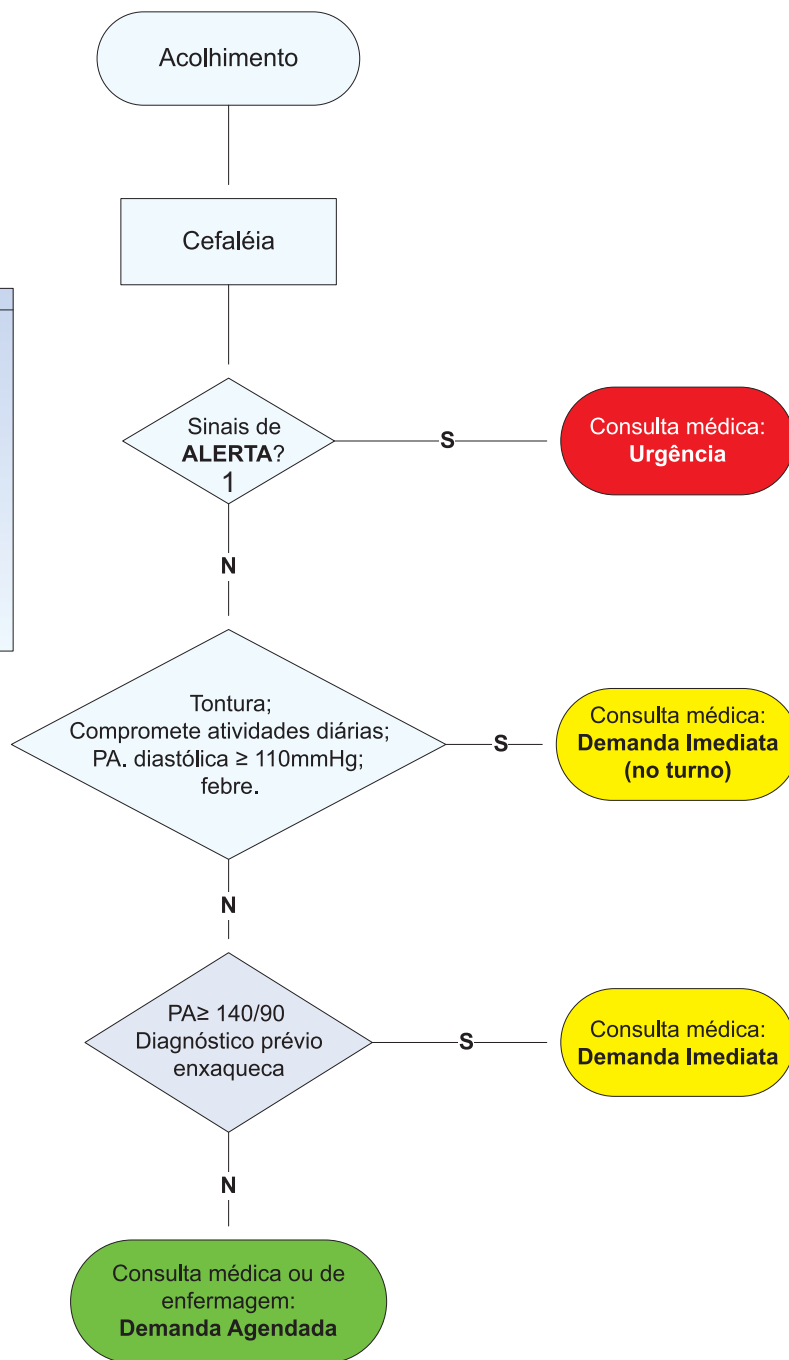 Acolhimento
Cefaléia
Sinais de
ALERTA?
1
S
Consulta médica:
Urgência
N
Tontura;
Compromete atividades diárias;
PA. diastólica ≥ 110mmHg;
febre.
S
Consulta médica:
Demanda Imediata
(no turno)
N
PA≥ 140/90
Diagnóstico prévio
enxaqueca
S
Consulta médica:
Demanda Imediata
N
Consulta médica ou de
enfermagem:
Demanda Agendada